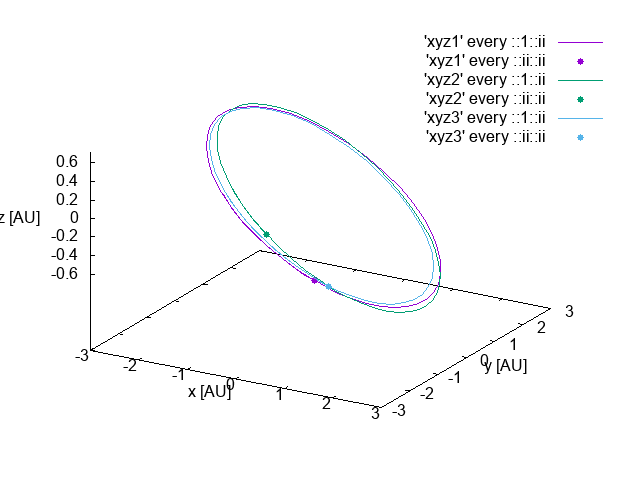 'xyz1' every ::1::ii
'xyz1' every ::ii::ii
'xyz2' every ::1::ii
'xyz2' every ::ii::ii
'xyz3' every ::1::ii
'xyz3' every ::ii::ii
0.6
0.4
0.2
z [AU]
0
-0.2
-0.4
-0.6
-3
-2
-1
0
1
2
3
x [AU]
-3
-2
-1
0
1
2
3
y [AU]